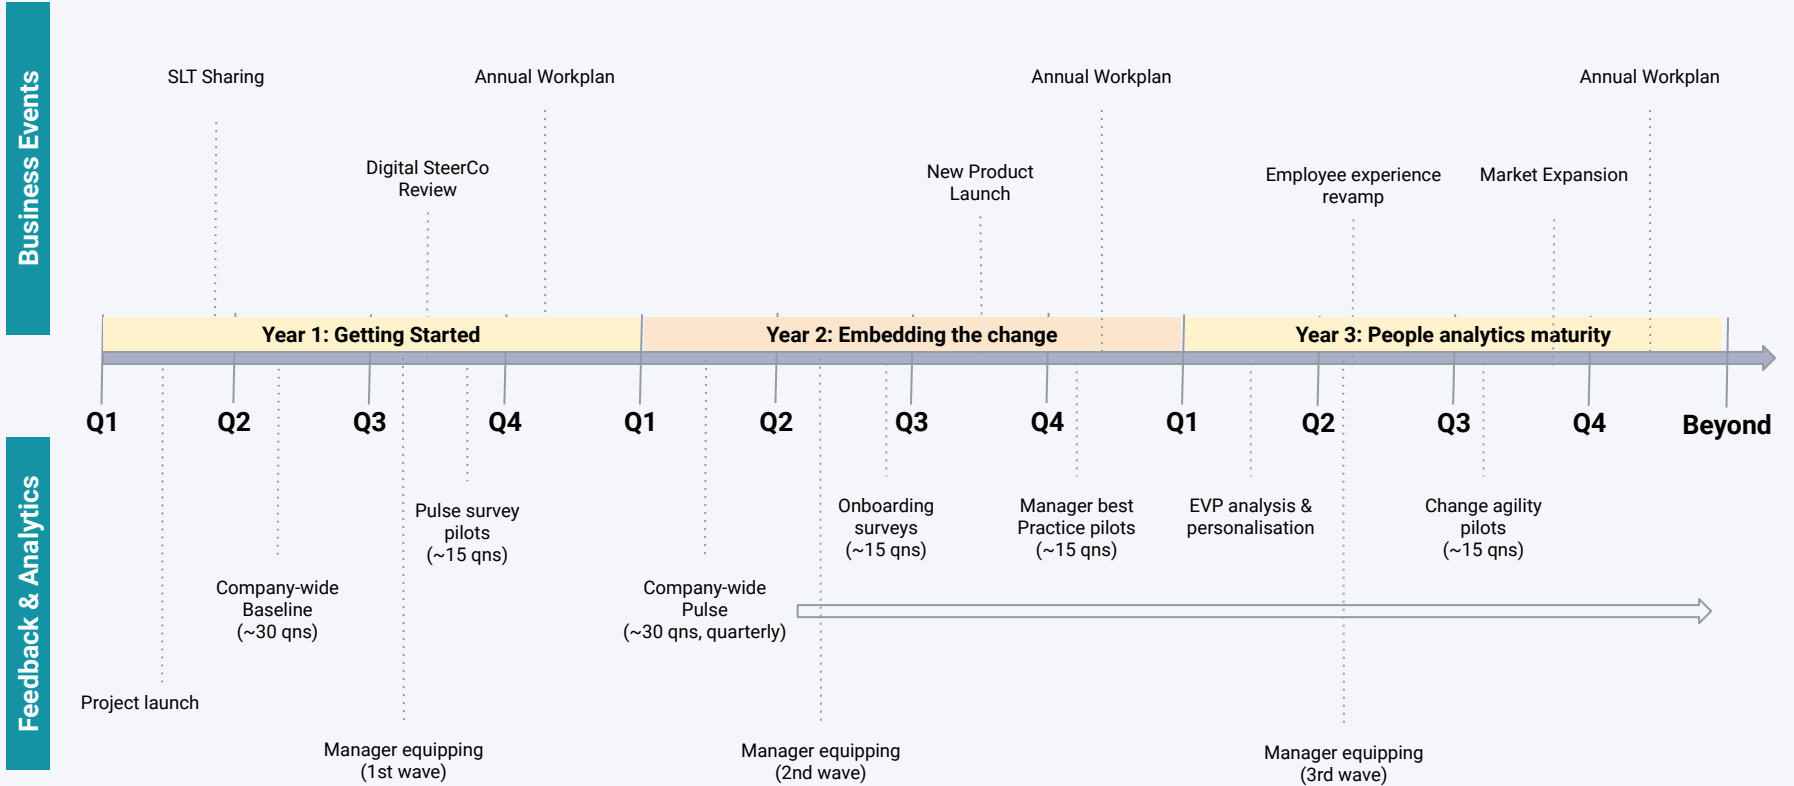 Business Events
SLT Sharing
Annual Workplan
Annual Workplan
Annual Workplan
Digital SteerCo
Review
New Product
Launch
Employee experience
revamp
Market Expansion
Year 1: Getting Started
Year 2: Embedding the change
Year 3: People analytics maturity
Q1
Q2
Q3
Q4
Q1
Q2
Q3
Q4
Q1
Q2
Q3
Q4
Beyond
Feedback & Analytics
Pulse survey
pilots
(~15 qns)
Onboarding
surveys
(~15 qns)
Manager best
Practice pilots
(~15 qns)
EVP analysis &
personalisation
Change agility
pilots
(~15 qns)
Company-wide
Baseline
(~30 qns)
Company-wide
Pulse
(~30 qns, quarterly)
Project launch
Manager equipping
(1st wave)
Manager equipping
(2nd wave)
Manager equipping
(3rd wave)